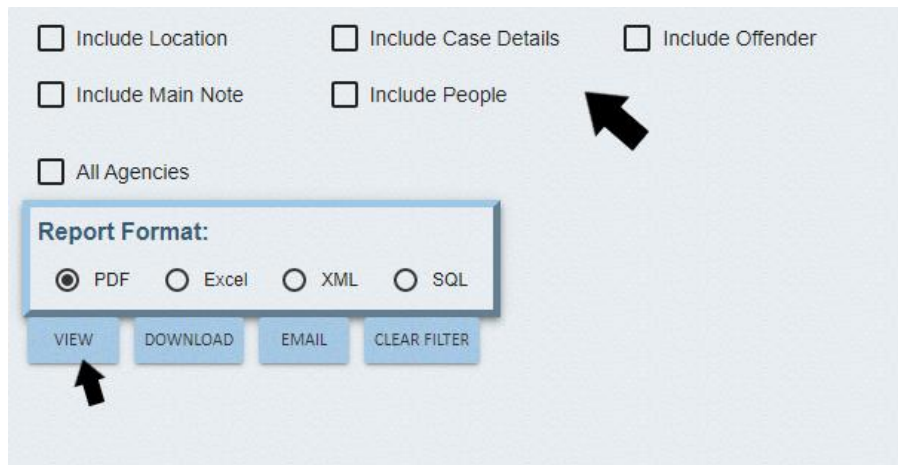 Include Location Include Case Details Include Offender
Include Main Note Include People
All Agencies
Report Format:
PDF Excel XML SQL
VIEW DOWNLOAD EMAIL CLEAR FILTER